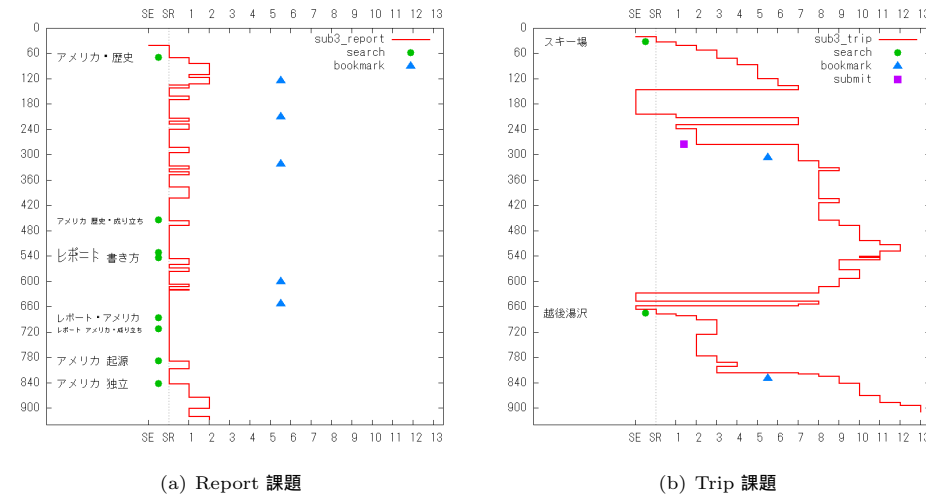 SE SR 1 2 3 4 5 6 7 8 9 10 11 12 13
0
60
120
180
240
300
360
420
480
540
600
660
720
780
840
900
sub3_report
search
bookmark
アメリカ・歴史
アメリカ 歴史・成り立ち
レポート 書き方
レポート・アメリカ
レポート アメリカ・成り立ち
アメリカ 起源
アメリカ 独立
SE SR 1 2 3 4 5 6 7 8 9 10 11 12 13
(a) Report 課題
SE SR 1 2 3 4 5 6 7 8 9 10 11 12 13
0
60
120
180
240
300
360
420
480
540
600
660
720
780
840
900
sub3_trip
search
bookmark
submit
スキー場
越後湯沢
SE SR 1 2 3 4 5 6 7 8 9 10 11 12 13
(b) Trip 課題